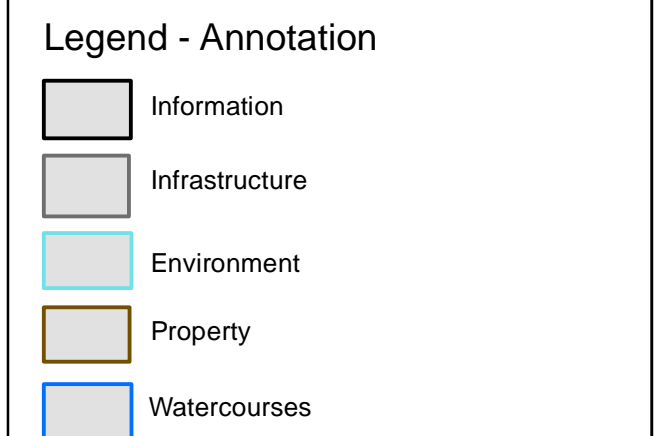 Legend - Annotation
Information
Infrastructure
Environment
Property
Watercourses